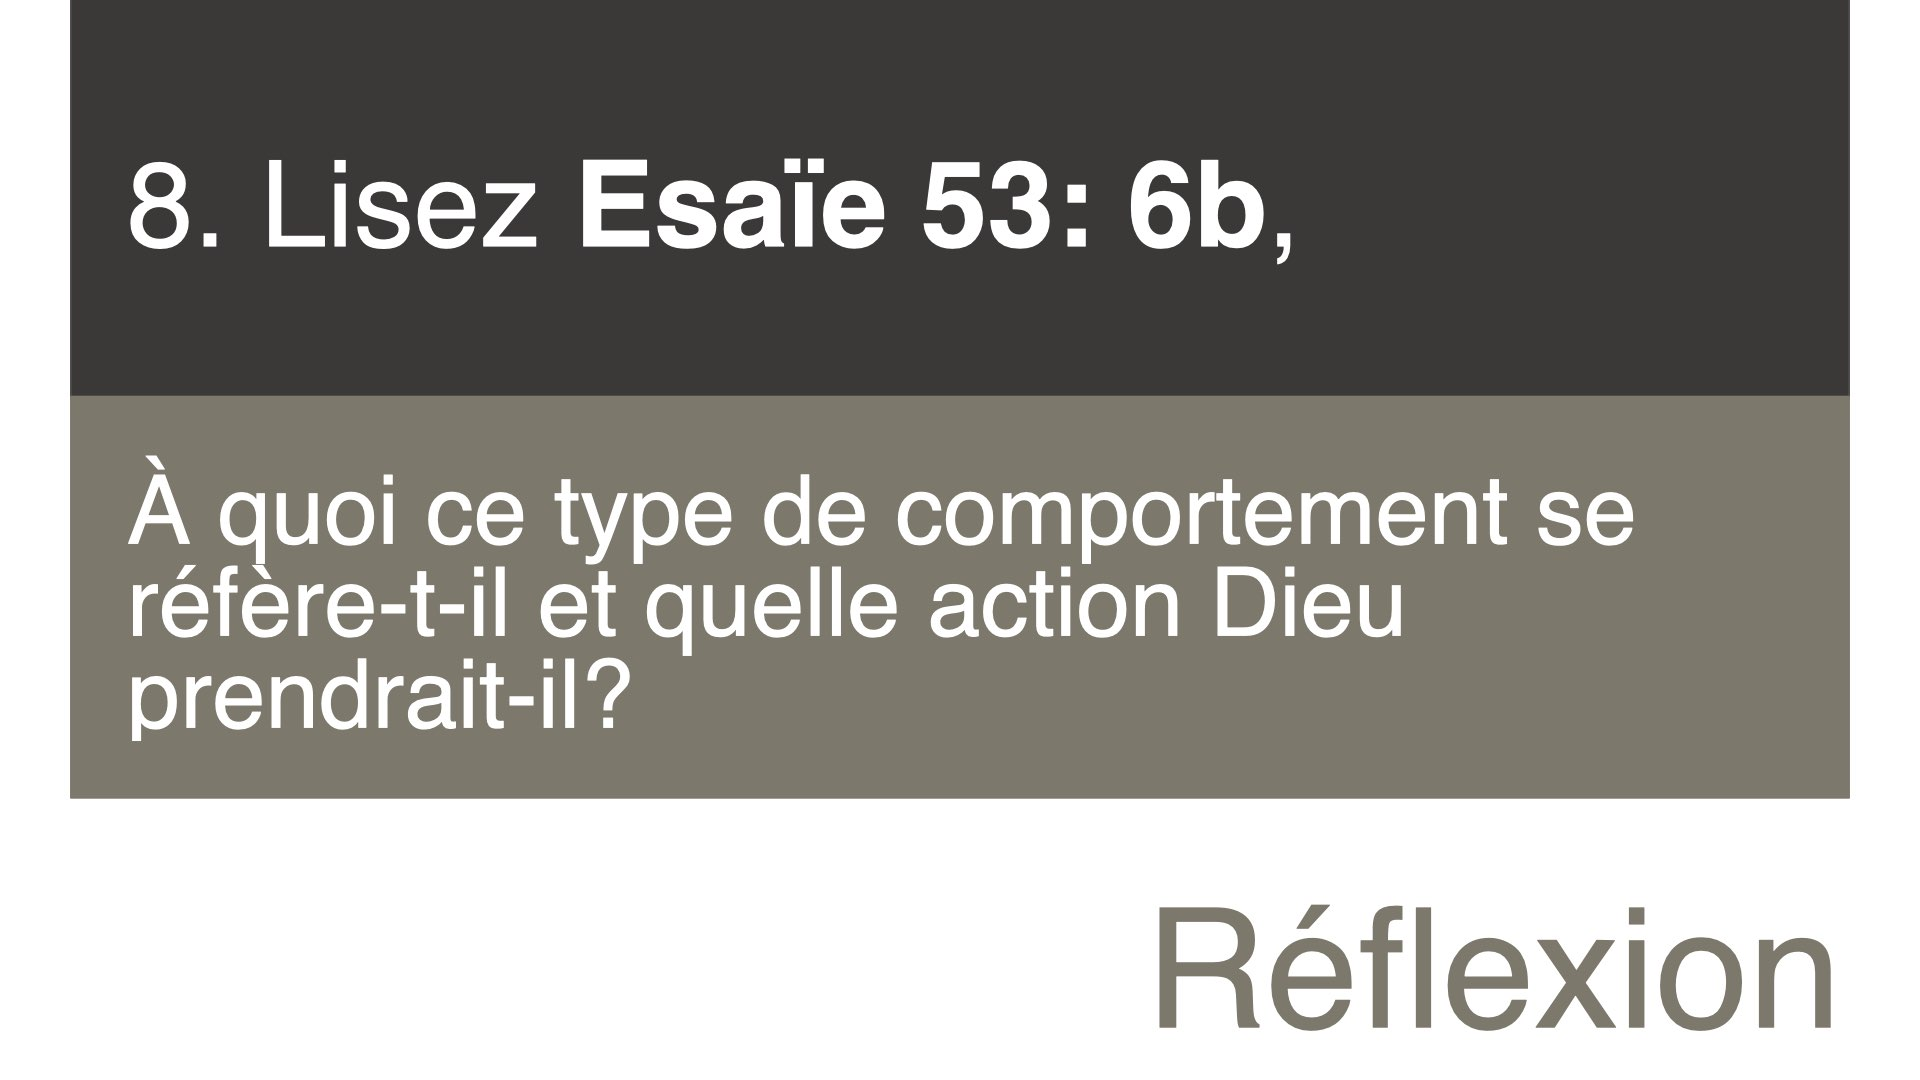 8. Lisez Esaïe 53: 6b,
À quoi ce type de comportement se
réfère-t-il et quelle action Dieu
prendrait-il?
Réflexion